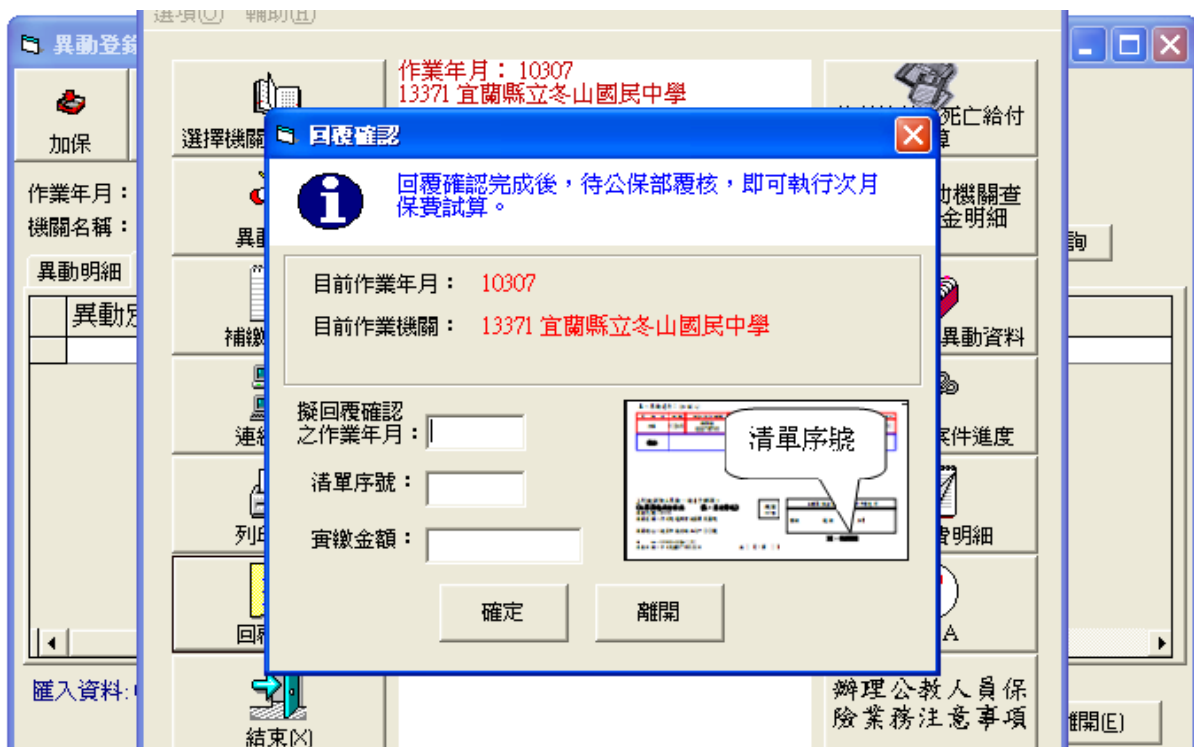 選項(O) 輔助(H)
異動登錄
加保
作業年月：
機關名稱：
異動明細
異動別
匯入資料:
選擇機關
作業年月：10307
13371 宜蘭縣立冬山國民中學
死亡給付
算
動機關查
金明細
詢
補繳
異動資料
連
案件進度
列印
費明細
回覆
A
結束(X)
辦理公教人員保
險業務注意事項
離開(E)
回覆確認
回覆確認完成後，待公保部覆核，即可執行次月
保費試算。
目前作業年月： 10307
目前作業機關： 13371 宜蘭縣立冬山國民中學
擬回覆確認
之作業年月：
清單序號：
實繳金額：
清單序號
確定
離開